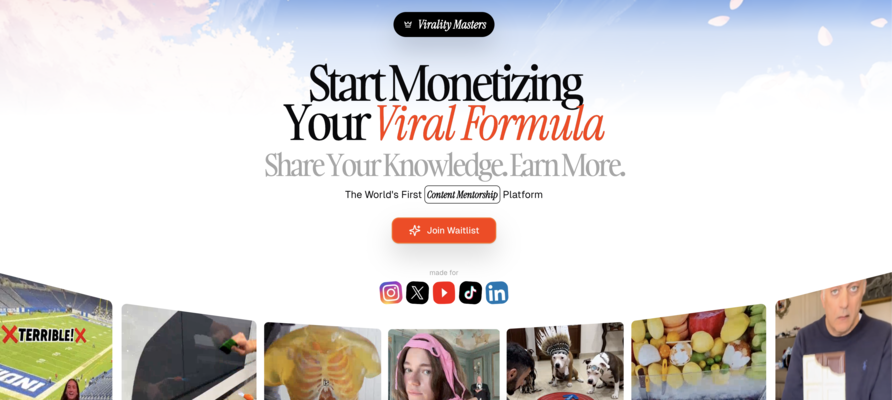 Virality Masters
Start Monetizing
Your Viral Formula
Share Your Knowledge. Earn More.
The World's First Content Mentorship Platform
Join Waitlist
made for
in
❌TERRIBLE!❌